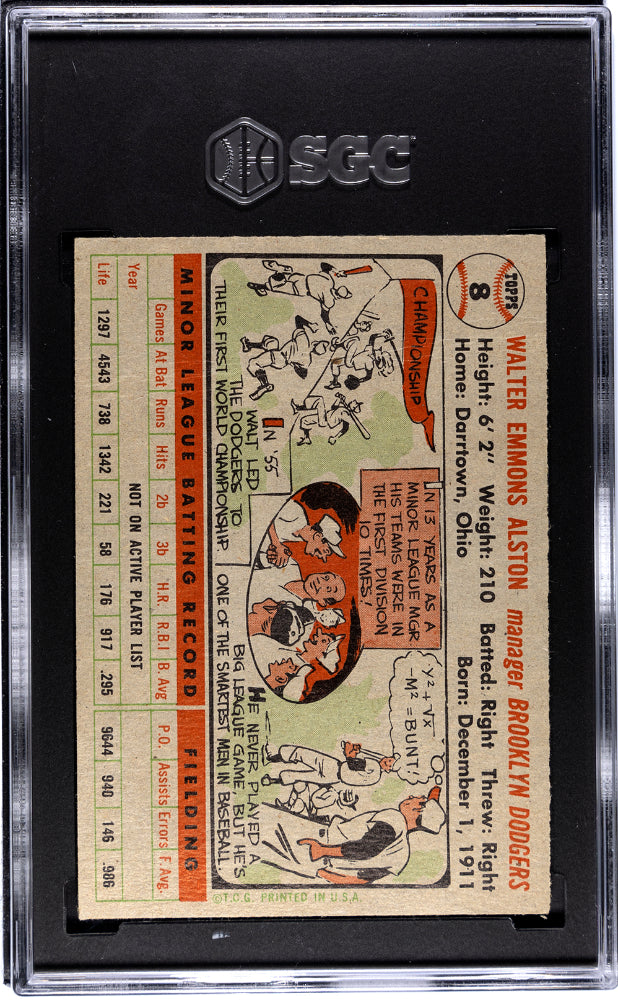 SGC
TOPPS
8
WALTER EMMONS ALSTON manager BROOKLYN DODGERS
Height: 6' 2" Weight: 210 Batted: Right Threw: Right
Home: Darrtown, Ohio Born: December 1, 1911
CHAMPIONSHIP
IN '55
WALT LED
THE DODGERS TO
THEIR FIRST WORLD CHAMPIONSHIP
IN 13 YEARS AS A
MINOR LEAGUE MGR
HIS TEAMS WERE IN
THE FIRST DIVISION
10 TIMES!
Y² + √X
-M² = BUNT!
HE NEVER PLAYED A
BIG LEAGUE GAME, BUT HE'S
ONE OF THE SMARTEST MEN IN BASEBALL
©T.C.G. PRINTED IN U.S.A.
MINOR LEAGUE BATTING RECORD FIELDING
Games At Bat Runs Hits 2b 3b H.R. R.B.I B. Avg P.O. Assists Errors F. Avg.
Year NOT ON ACTIVE PLAYER LIST
Life 1297 4543 738 1342 221 58 176 917 .295 9644 940 146 .986